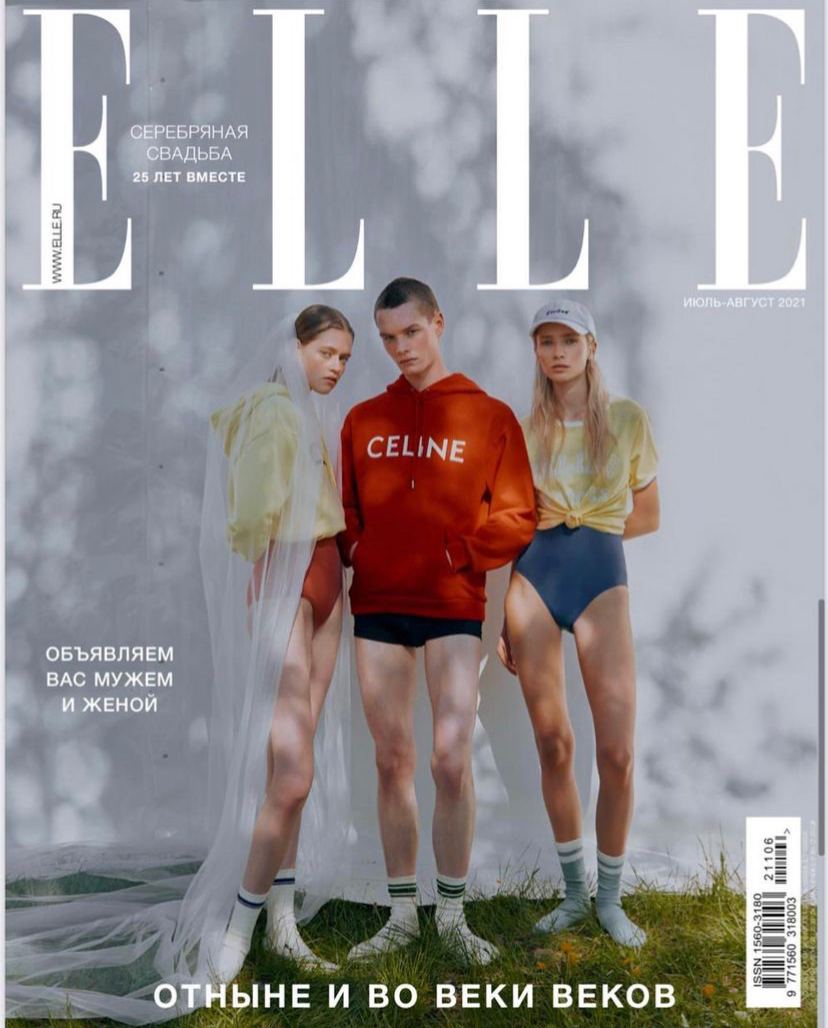 ELLE
СЕРЕБРЯНАЯ
СВАДЬБА
25 ЛЕТ ВМЕСТЕ
WWW.ELLE.RU
ИЮЛЬ-АВГУСТ 2021
CELINE
ОБЪЯВЛЯЕМ
ВАС МУЖЕМ
И ЖЕНОЙ
ISSN 1560-3180
21106
9 771560 318003
ОТНЫНЕ И ВО ВЕКИ ВЕКОВ